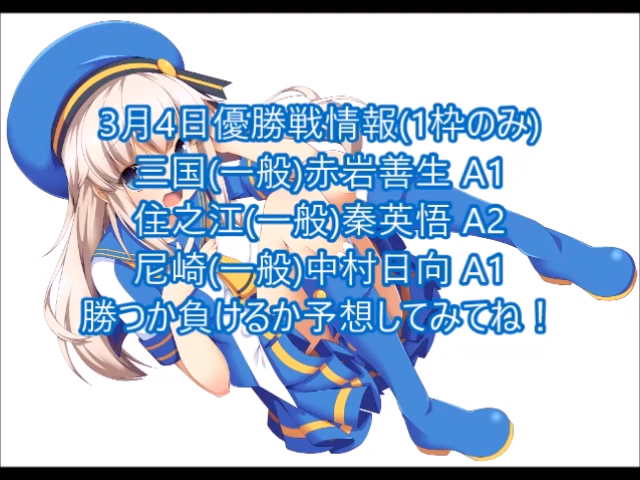 3月4日優勝戦情報(1枠のみ)
三国(一般)赤岩善生 A1
住之江(一般)秦英悟 A2
尼崎(一般)中村日向 A1
勝つか負けるか予想してみてね！